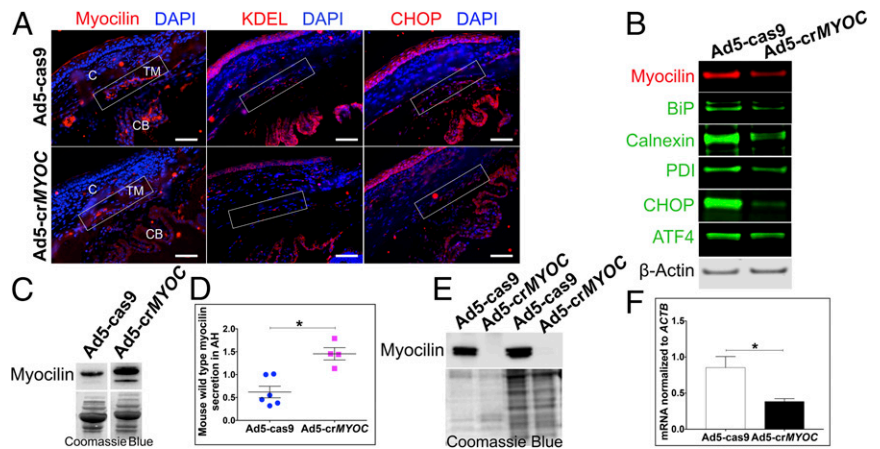 A
Myocilin DAPI
KDEL DAPI
CHOP DAPI
Ad5-cas9
C
TM
CB
Ad5-crMYOC
C
TM
CB
B
Ad5-cas9
Ad5-crMYOC
Myocilin
BiP
Calnexin
PDI
CHOP
ATF4
β-Actin
C
Ad5-cas9
Ad5-crMYOC
Myocilin
Coomassie Blue
D
Mouse wild type myocilin
secretion in AH
2.0
1.5
1.0
0.5
0.0
*
Ad5-cas9
Ad5-crMYOC
E
Ad5-cas9
Ad5-crMYOC
Ad5-cas9
Ad5-crMYOC
Myocilin
Coomassie Blue
F
mRNA normalized to ACTB
1.5
1.0
0.5
0.0
*
Ad5-cas9
Ad5-crMYOC